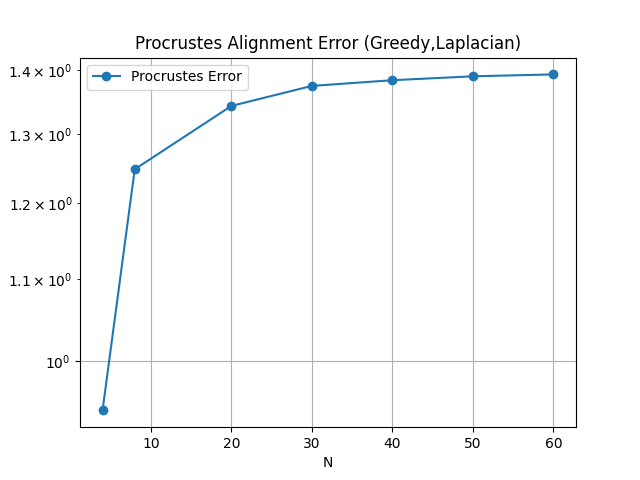 Procrustes Alignment Error (Greedy,Laplacian)
Procrustes Error
1.4 × 10⁰
1.3 × 10⁰
1.2 × 10⁰
1.1 × 10⁰
10⁰
10 20 30 40 50 60
N